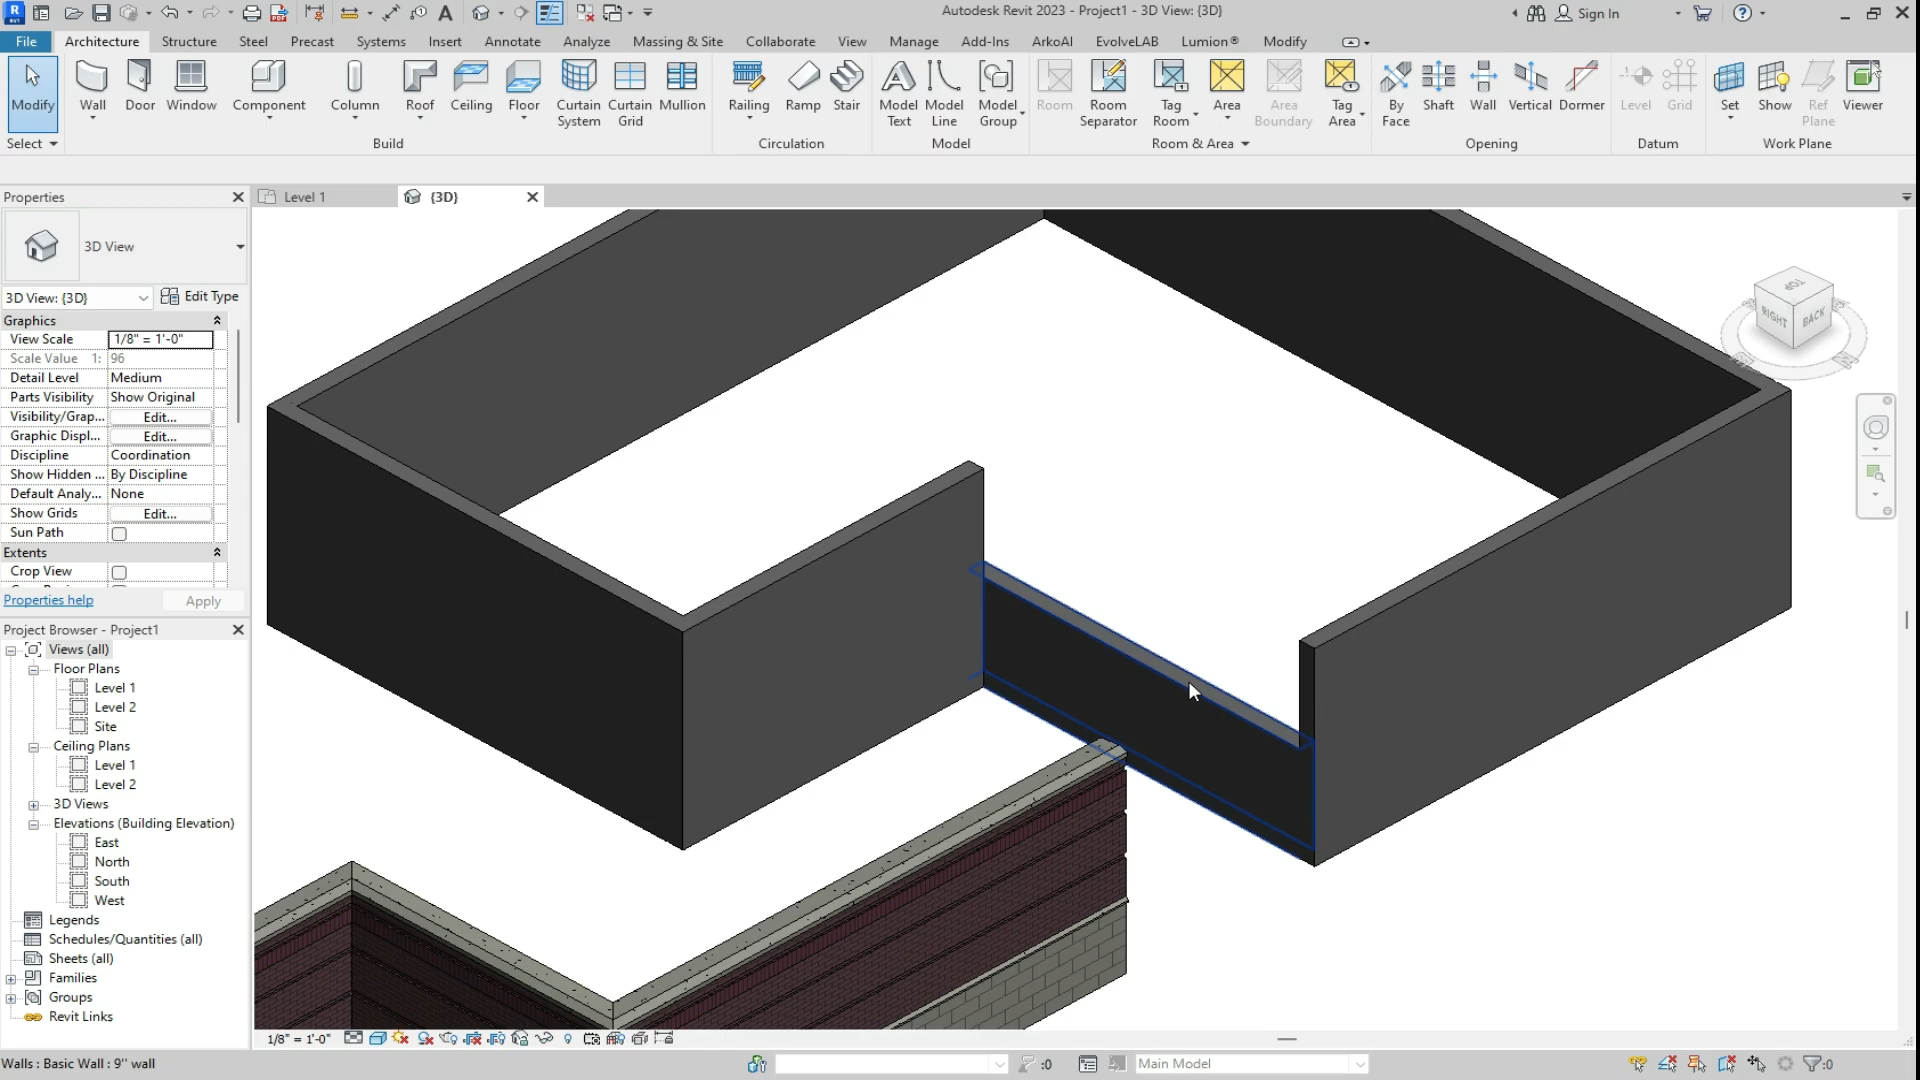 Autodesk Revit 2023 - Project1 - 3D View: {3D}
Sign In
File Architecture Structure Steel Precast Systems Insert Annotate Analyze Massing & Site Collaborate View Manage Add-Ins ArkoAI EvolveLAB Lumion® Modify
Modify Wall Door Window Component Column Roof Ceiling Floor Curtain System Curtain Grid Mullion Railing Ramp Stair Model Text Model Line Model Group Room Room Separator Tag Room Area Area Boundary Tag Area By Face Shaft Wall Vertical Dormer Level Grid Set Show Ref Plane Viewer
Select Build Circulation Model Room & Area Opening Datum Work Plane
Properties
Level 1
{3D}
3D View
3D View: {3D}
Edit Type
Graphics
View Scale 1/8" = 1'-0"
Scale Value 1: 96
Detail Level Medium
Parts Visibility Show Original
Visibility/Grap... Edit...
Graphic Displ... Edit...
Discipline Coordination
Show Hidden ... By Discipline
Default Analy... None
Show Grids Edit...
Sun Path
Extents
Crop View
Properties help
Apply
Project Browser - Project1
Views (all)
Floor Plans
Level 1
Level 2
Site
Ceiling Plans
Level 1
Level 2
3D Views
Elevations (Building Elevation)
East
North
South
West
Legends
Schedules/Quantities (all)
Sheets (all)
Families
Groups
Revit Links
TOP
RIGHT
BACK
1/8" = 1'-0"
Walls : Basic Wall : 9" wall
:0
Main Model
:0